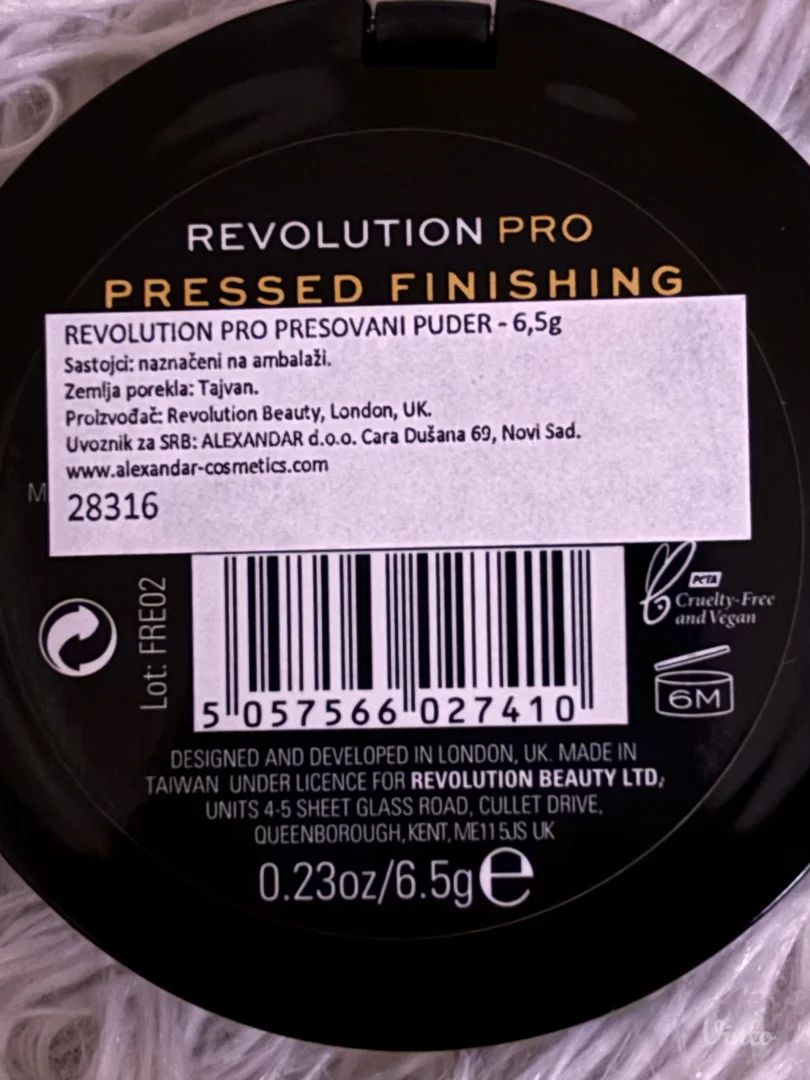 REVOLUTION PRO
PRESSED FINISHING
REVOLUTION PRO PRESOVANI PUDER - 6,5g
Sastojci: naznačeni na ambalaži.
Zemlja porekla: Tajvan.
Proizvođač: Revolution Beauty, London, UK.
Uvoznik za SRB: ALEXANDAR d.o.o. Cara Dušana 69, Novi Sad.
www.alexandar-cosmetics.com
M
28316
Lot: FRE02
PETA
Cruelty-Free
and Vegan
6M
5 057566 027410
DESIGNED AND DEVELOPED IN LONDON, UK. MADE IN
TAIWAN UNDER LICENCE FOR REVOLUTION BEAUTY LTD,
UNITS 4-5 SHEET GLASS ROAD, CULLET DRIVE,
QUEENBOROUGH, KENT, ME11 5JS UK
0.23oz/6.5g e